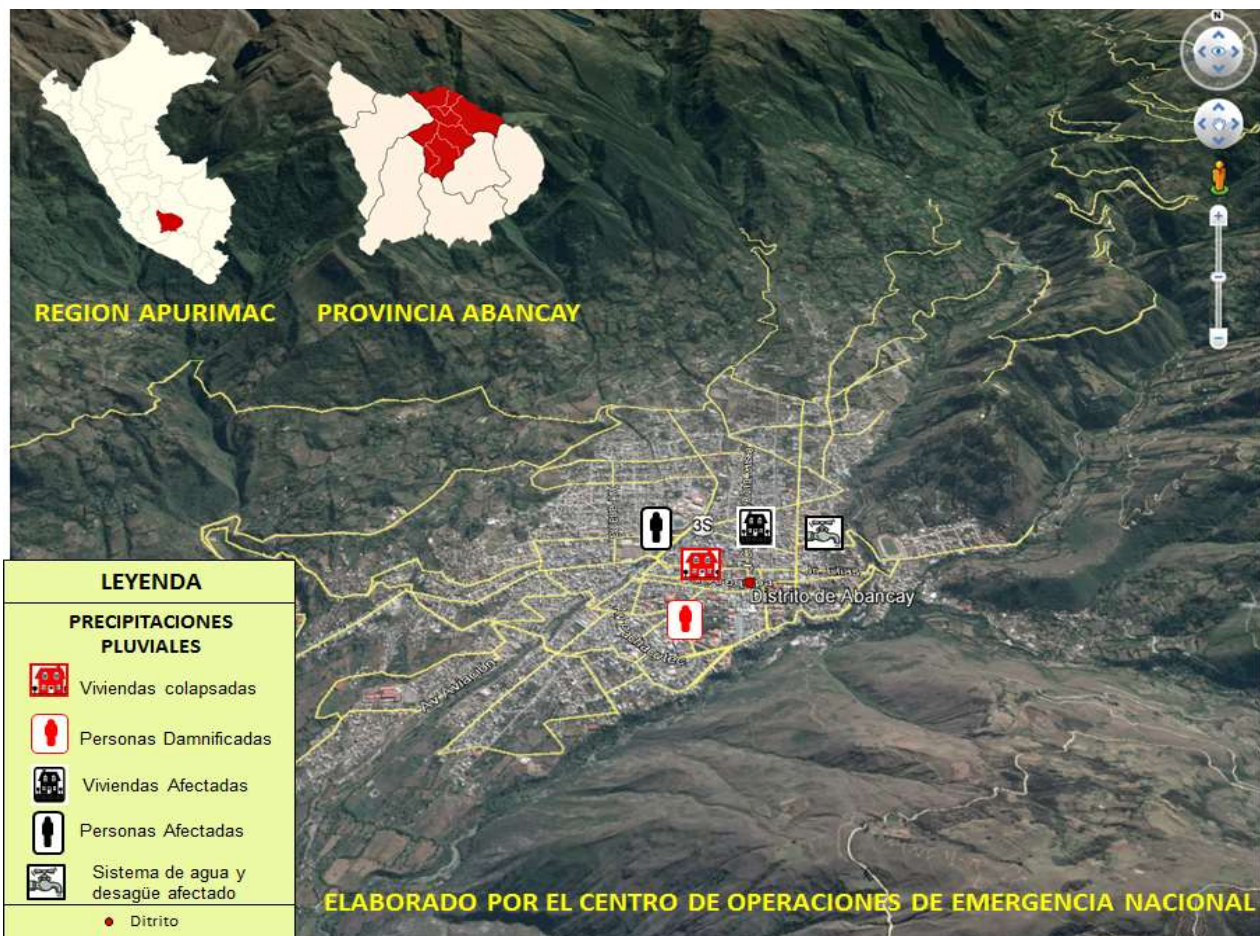 N
REGION APURIMAC
PROVINCIA ABANCAY
3S
Distrito de Abancay
Av. Aviación
LEYENDA
PRECIPITACIONES
PLUVIALES
Viviendas colapsadas
Personas Damnificadas
Viviendas Afectadas
Personas Afectadas
Sistema de agua y
desagüe afectado
Ditrito
ELABORADO POR EL CENTRO DE OPERACIONES DE EMERGENCIA NACIONAL